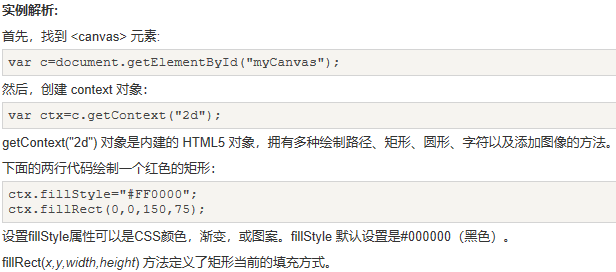 实例解析:
首先，找到 <canvas> 元素:
var c=document.getElementById("myCanvas");
然后，创建 context 对象：
var ctx=c.getContext("2d");
getContext("2d") 对象是内建的 HTML5 对象，拥有多种绘制路径、矩形、圆形、字符以及添加图像的方法。
下面的两行代码绘制一个红色的矩形：
ctx.fillStyle="#FF0000";
ctx.fillRect(0,0,150,75);
设置fillStyle属性可以是CSS颜色，渐变，或图案。fillStyle 默认设置是#000000（黑色）。
fillRect(x,y,width,height) 方法定义了矩形当前的填充方式。